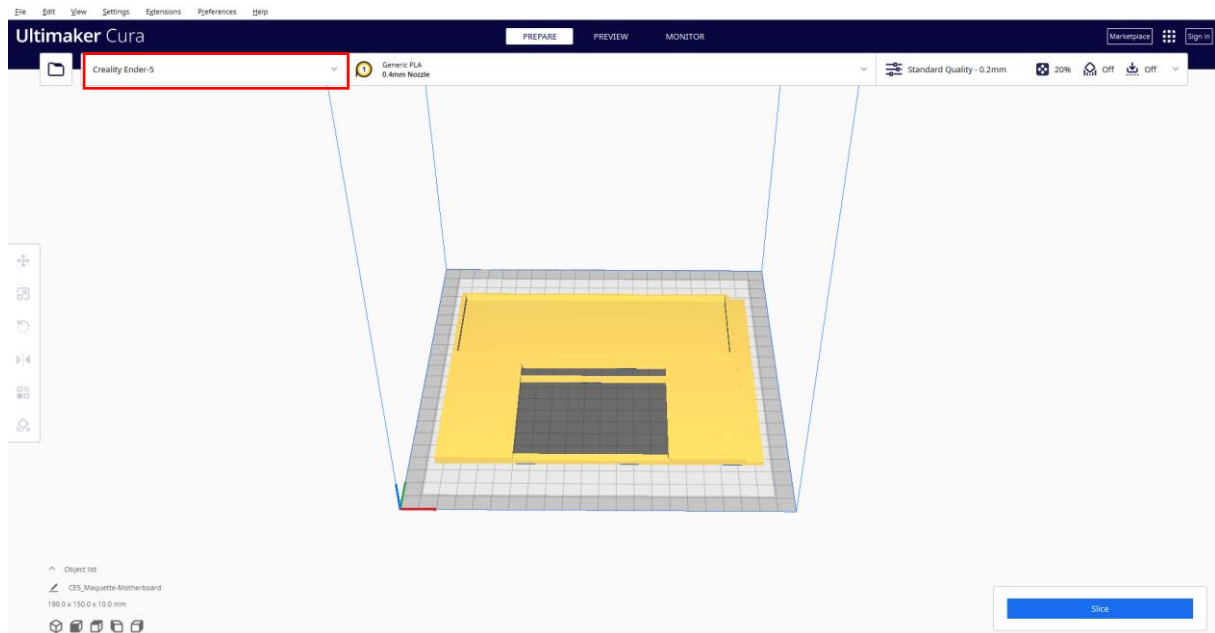 File Edit View Settings Extensions Preferences Help
Ultimaker Cura
PREPARE PREVIEW MONITOR
Marketplace
Sign in
Creality Ender-5
1
Generic PLA
0.4mm Nozzle
Standard Quality - 0.2mm
20%
Off
Off
Object list
CE5_Maquette-Motherboard
190.0 x 150.0 x 10.0 mm
Slice